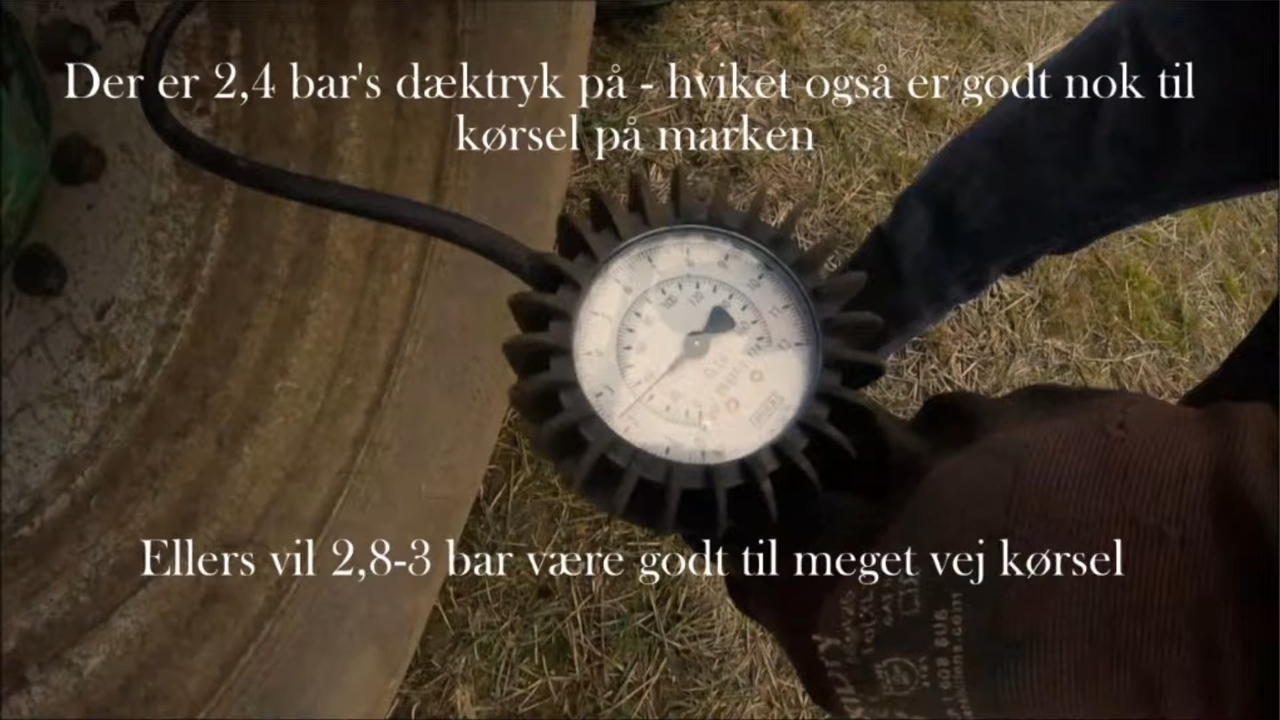 Der er 2,4 bar's dæktryk på - hviket også er godt nok til
kørsel på marken
Ellers vil 2,8-3 bar være godt til meget vej kørsel